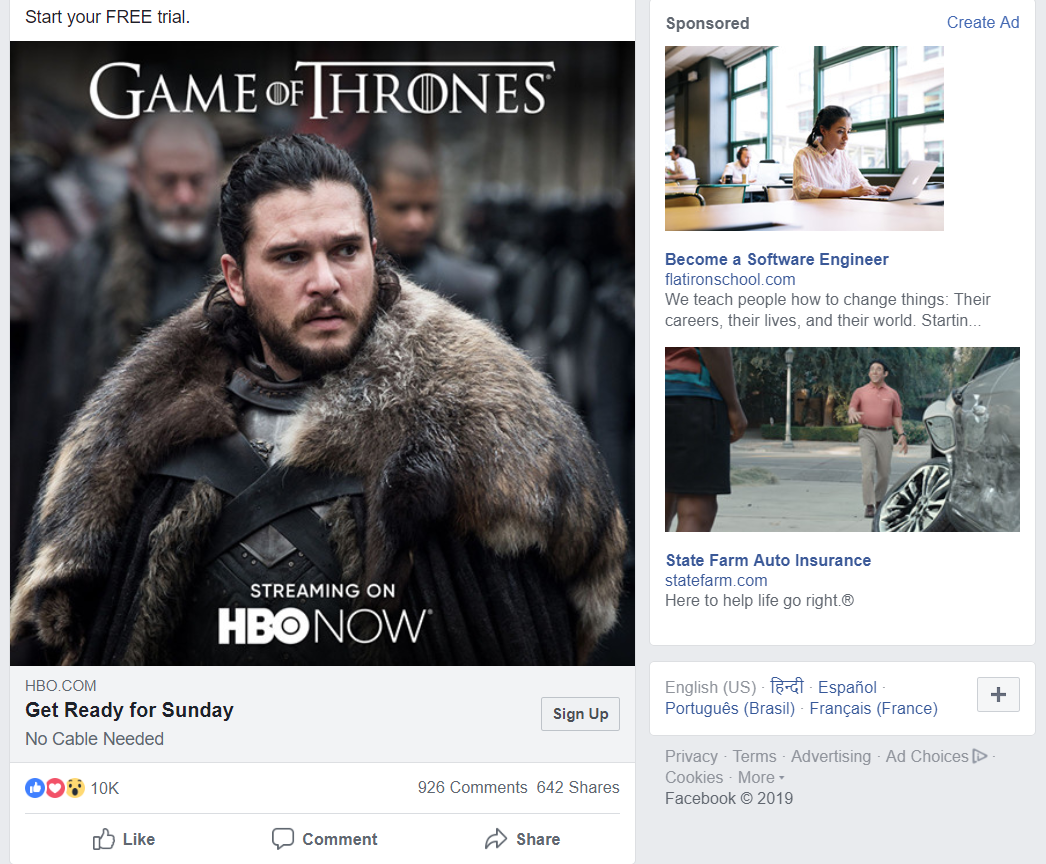 Start your FREE trial.
GAME OF THRONES
STREAMING ON
HBO NOW
HBO.COM
Get Ready for Sunday
No Cable Needed
Sign Up
10K
926 Comments 642 Shares
Like Comment Share
Sponsored
Create Ad
Become a Software Engineer
flatironschool.com
We teach people how to change things: Their
careers, their lives, and their world. Startin...
State Farm Auto Insurance
statefarm.com
Here to help life go right.®
English (US) · हिन्दी · Español ·
Português (Brasil) · Français (France)
Privacy · Terms · Advertising · Ad Choices ·
Cookies · More
Facebook © 2019